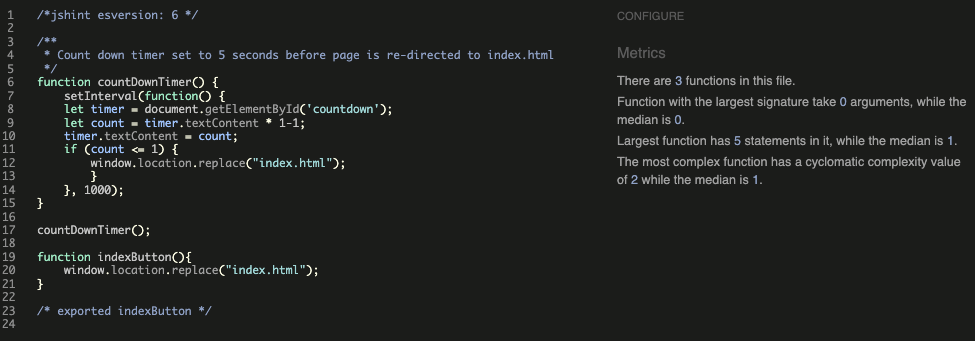 1 /*jshint esversion: 6 */
2
3 /**
4 * Count down timer set to 5 seconds before page is re-directed to index.html
5 */
6 function countDownTimer() {
7 setInterval(function() {
8 let timer = document.getElementById('countdown');
9 let count = timer.textContent * 1-1;
10 timer.textContent = count;
11 if (count <= 1) {
12 window.location.replace("index.html");
13 }
14 }, 1000);
15 }
16
17 countDownTimer();
18
19 function indexButton(){
20 window.location.replace("index.html");
21 }
22
23 /* exported indexButton */
24
CONFIGURE
Metrics
There are 3 functions in this file.
Function with the largest signature take 0 arguments, while the
median is 0.
Largest function has 5 statements in it, while the median is 1.
The most complex function has a cyclomatic complexity value
of 2 while the median is 1.